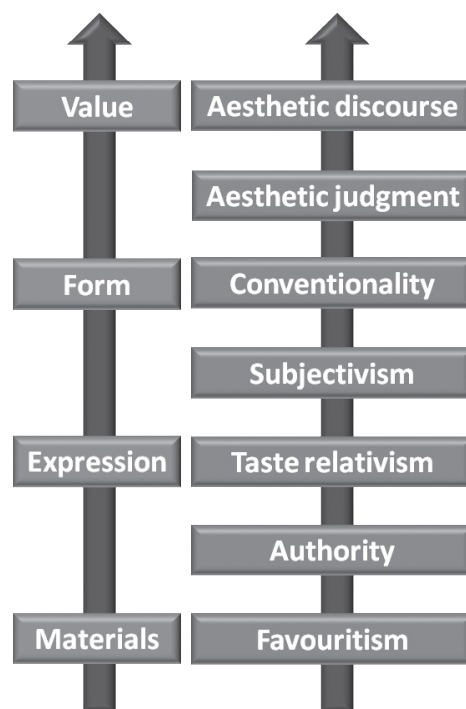 Value
Form
Expression
Materials
Aesthetic discourse
Aesthetic judgment
Conventionality
Subjectivism
Taste relativism
Authority
Favouritism